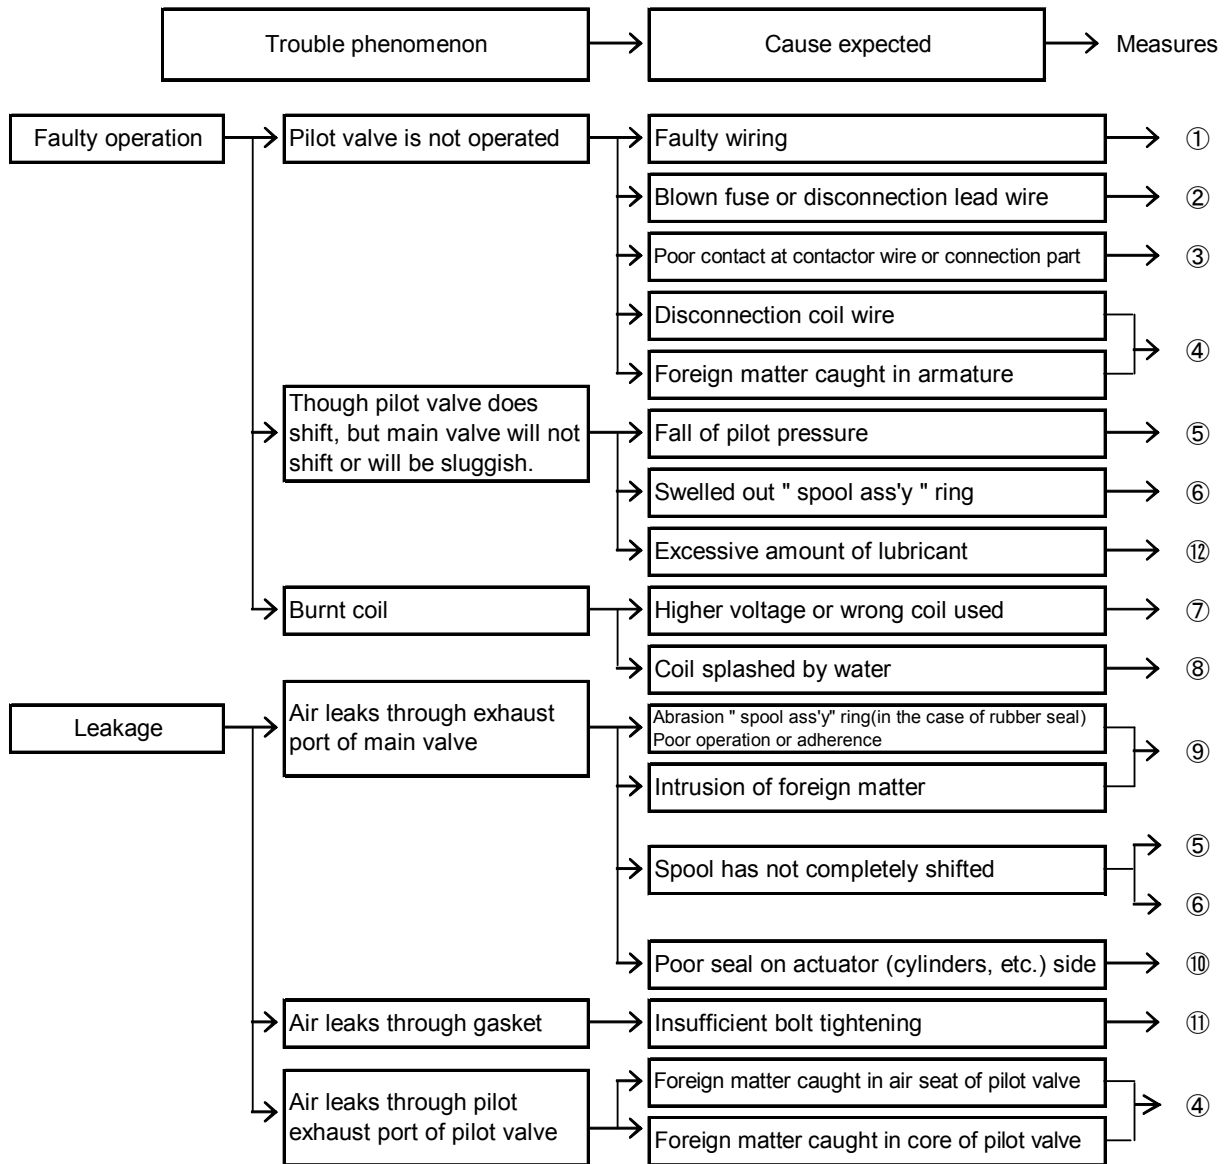 Trouble phenomenon
Cause expected
Measures
Faulty operation
Pilot valve is not operated
Faulty wiring
①
Blown fuse or disconnection lead wire
②
Poor contact at contactor wire or connection part
③
Disconnection coil wire
Foreign matter caught in armature
④
Though pilot valve does
shift, but main valve will not
shift or will be sluggish.
Fall of pilot pressure
⑤
Swelled out " spool ass'y " ring
⑥
Excessive amount of lubricant
⑫
Burnt coil
Higher voltage or wrong coil used
⑦
Coil splashed by water
⑧
Leakage
Air leaks through exhaust
port of main valve
Abrasion " spool ass'y" ring(in the case of rubber seal)
Poor operation or adherence
Intrusion of foreign matter
⑨
Spool has not completely shifted
⑤
⑥
Poor seal on actuator (cylinders, etc.) side
⑩
Air leaks through gasket
Insufficient bolt tightening
⑪
Air leaks through pilot
exhaust port of pilot valve
Foreign matter caught in air seat of pilot valve
Foreign matter caught in core of pilot valve
④